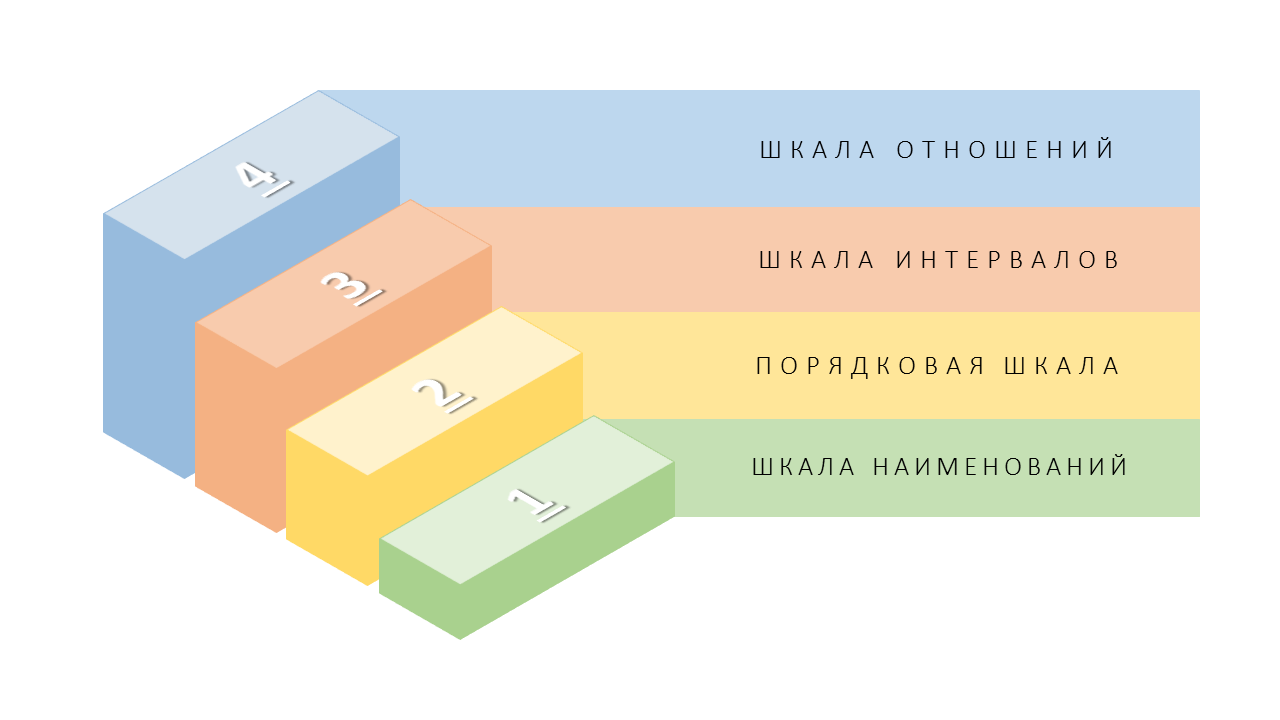 4
ШКАЛА ОТНОШЕНИЙ
3
ШКАЛА ИНТЕРВАЛОВ
2
ПОРЯДКОВАЯ ШКАЛА
1
ШКАЛА НАИМЕНОВАНИЙ